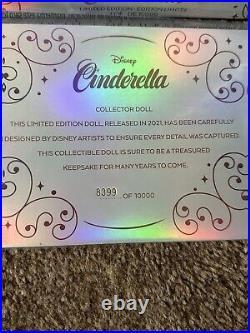 LIMITED EDITION
Disney
Cinderella
COLLECTOR DOLL
THIS LIMITED EDITION DOLL, RELEASED IN 2021, HAS BEEN CAREFULLY
DESIGNED BY DISNEY ARTISTS TO ENSURE EVERY DETAIL WAS CAPTURED.
THIS COLLECTIBLE DOLL IS SURE TO BE A TREASURED
KEEPSAKE FOR MANY YEARS TO COME.
8399 OF 10000